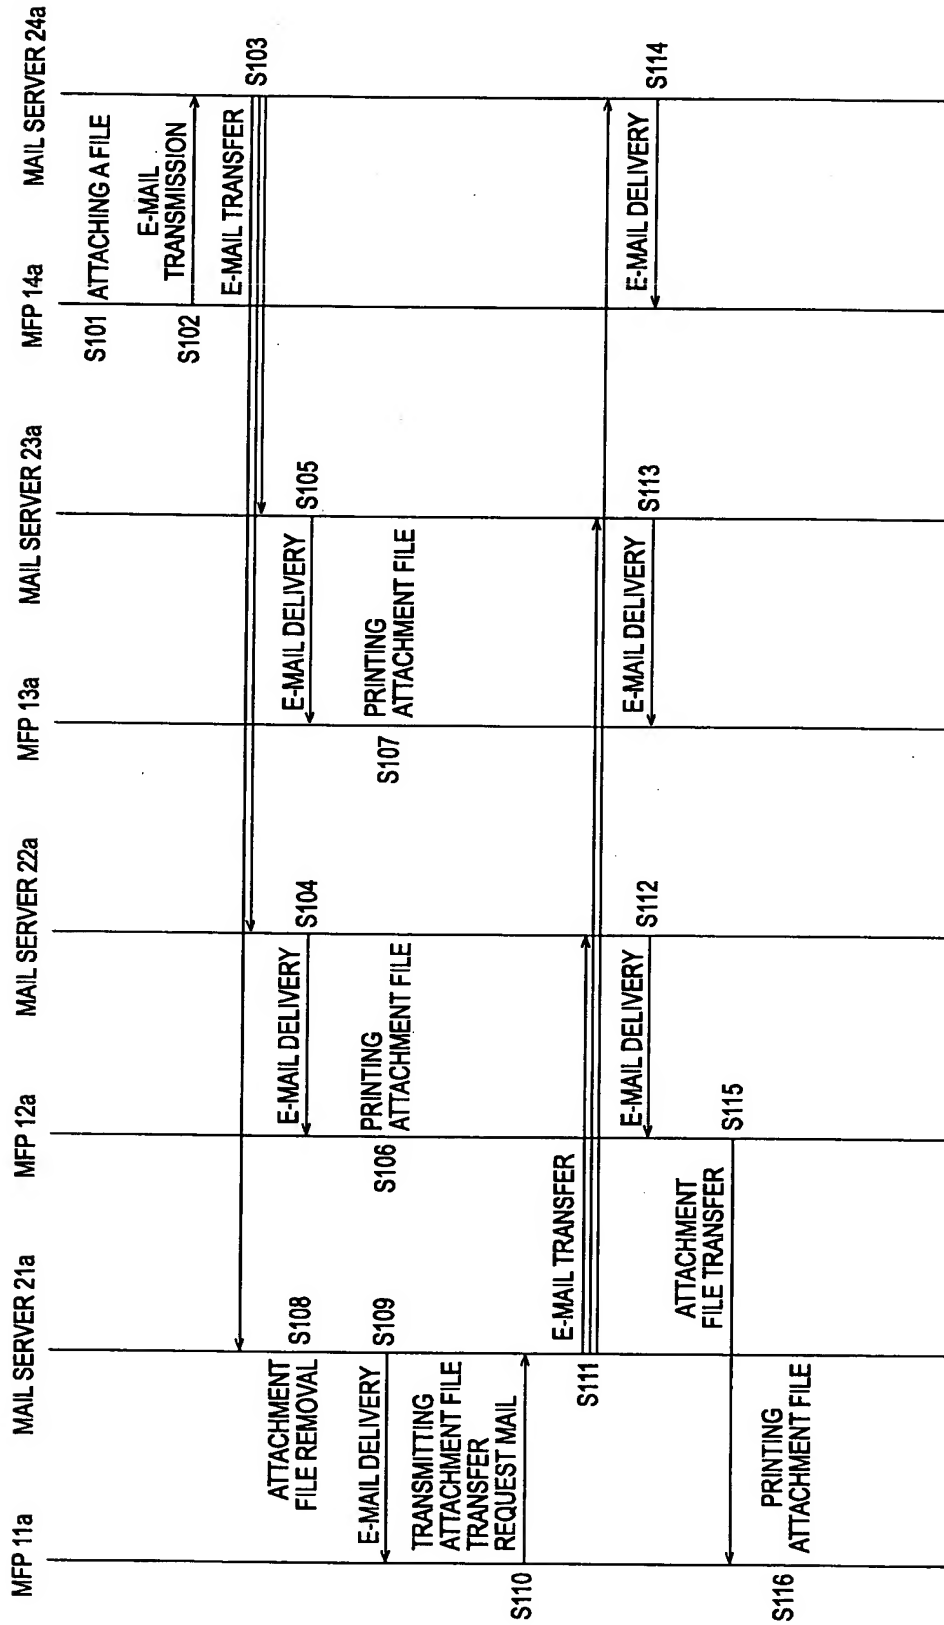 MFP 11a
MAIL SERVER 21a
MFP 12a
MAIL SERVER 22a
MFP 13a
MAIL SERVER 23a
MFP 14a
MAIL SERVER 24a
S101
ATTACHING A FILE
S102
E-MAIL
TRANSMISSION
E-MAIL TRANSFER
S103
ATTACHMENT
FILE REMOVAL
S108
E-MAIL DELIVERY
S104
E-MAIL DELIVERY
S105
E-MAIL DELIVERY
S109
S106
PRINTING
ATTACHMENT FILE
S107
PRINTING
ATTACHMENT FILE
S110
TRANSMITTING
ATTACHMENT FILE
TRANSFER
REQUEST MAIL
S111
E-MAIL TRANSFER
E-MAIL DELIVERY
S112
E-MAIL DELIVERY
S113
E-MAIL DELIVERY
S114
ATTACHMENT
FILE TRANSFER
S115
S116
PRINTING
ATTACHMENT FILE